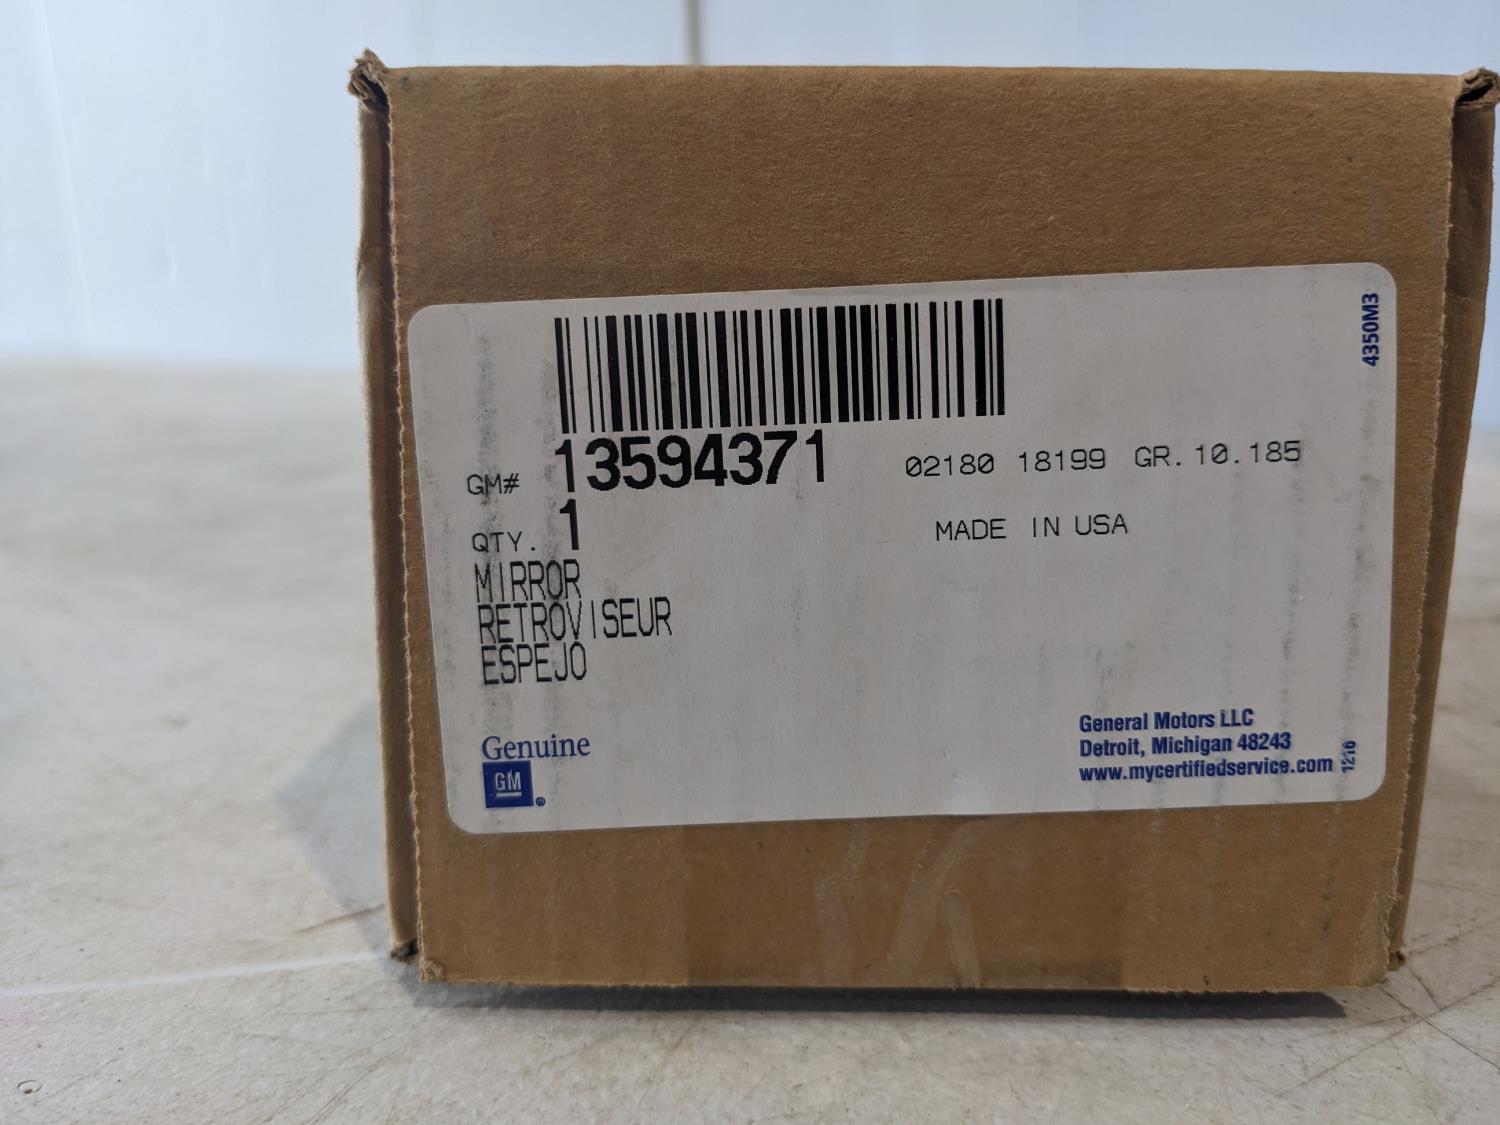 4350M3
GM# 13594371 02180 18199 GR. 10.185
QTY. 1 MADE IN USA
MIRROR
RETROVISEUR
ESPEJO
Genuine
GM
®
General Motors LLC
Detroit, Michigan 48243
www.mycertifiedservice.com
1216